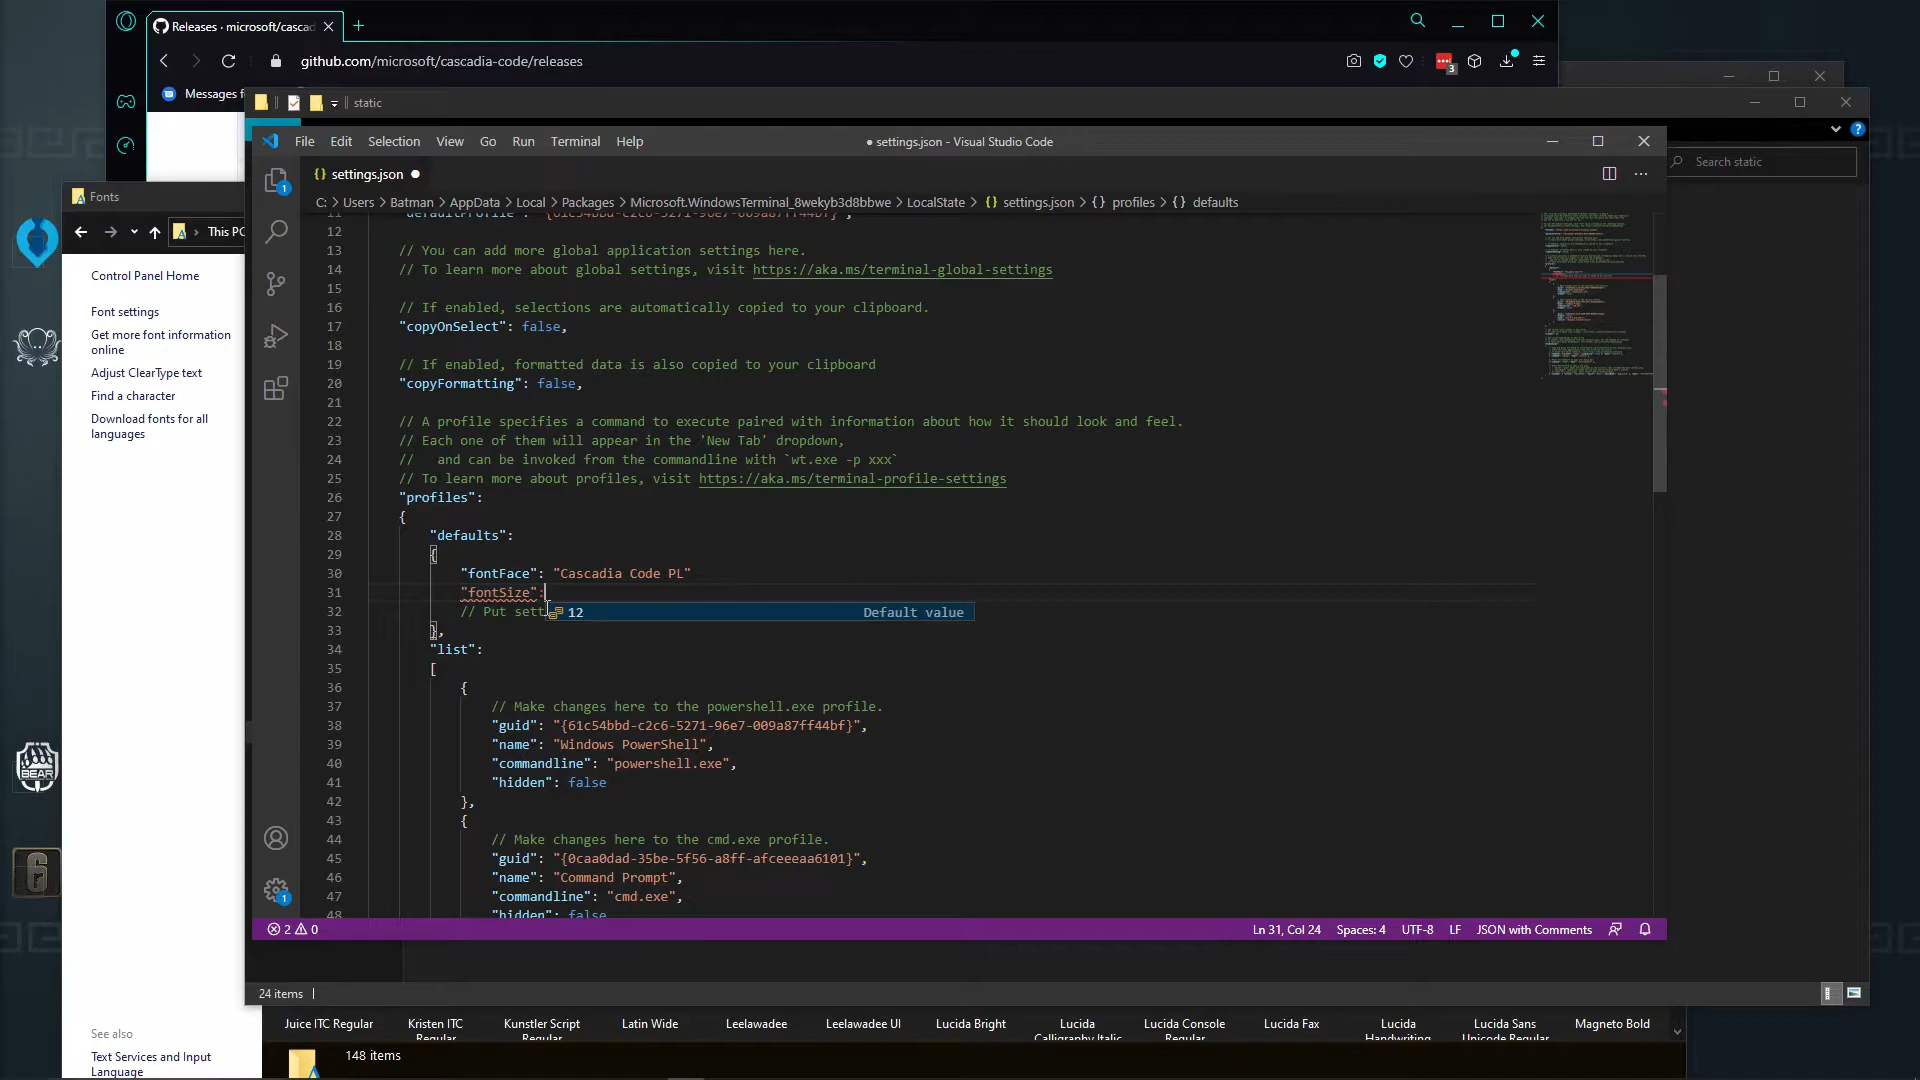 Releases · microsoft/cascad
github.com/microsoft/cascadia-code/releases
3
Messages f
static
File Edit Selection View Go Run Terminal Help
● settings.json - Visual Studio Code
Search static
{} settings.json ●
1
Fonts
C: > Users > Batman > AppData > Local > Packages > Microsoft.WindowsTerminal_8wekyb3d8bbwe > LocalState > {} settings.json > {} profiles > {} defaults
This PC
Control Panel Home
Font settings
Get more font information
online
Adjust ClearType text
Find a character
Download fonts for all
languages
11 "defaultProfile": "{61c54bbd-c2c6-5271-96e7-009a87ff44bf}",
12
13 // You can add more global application settings here.
14 // To learn more about global settings, visit https://aka.ms/terminal-global-settings
15
16 // If enabled, selections are automatically copied to your clipboard.
17 "copyOnSelect": false,
18
19 // If enabled, formatted data is also copied to your clipboard
20 "copyFormatting": false,
21
22 // A profile specifies a command to execute paired with information about how it should look and feel.
23 // Each one of them will appear in the 'New Tab' dropdown,
24 //   and can be invoked from the commandline with `wt.exe -p xxx`
25 // To learn more about profiles, visit https://aka.ms/terminal-profile-settings
26 "profiles":
27 {
28 "defaults":
29 {
30 "fontFace": "Cascadia Code PL"
31 "fontSize":
32 // Put sett
12 Default value
33 },
34 "list":
35 [
36 {
37 // Make changes here to the powershell.exe profile.
38 "guid": "{61c54bbd-c2c6-5271-96e7-009a87ff44bf}",
39 "name": "Windows PowerShell",
40 "commandline": "powershell.exe",
41 "hidden": false
42 },
43 {
44 // Make changes here to the cmd.exe profile.
45 "guid": "{0caa0dad-35be-5f56-a8ff-afceeeaa6101}",
46 "name": "Command Prompt",
47 "commandline": "cmd.exe",
48 "hidden": false
BEAR
6
1
2 0
Ln 31, Col 24 Spaces: 4 UTF-8 LF JSON with Comments
24 items
See also
Text Services and Input
Language
Juice ITC Regular
Kristen ITC
Regular
Kunstler Script
Regular
Latin Wide
Leelawadee
Leelawadee UI
Lucida Bright
Lucida
Calligraphy Italic
Lucida Console
Regular
Lucida Fax
Lucida
Handwriting
Lucida Sans
Unicode Regular
Magneto Bold
148 items